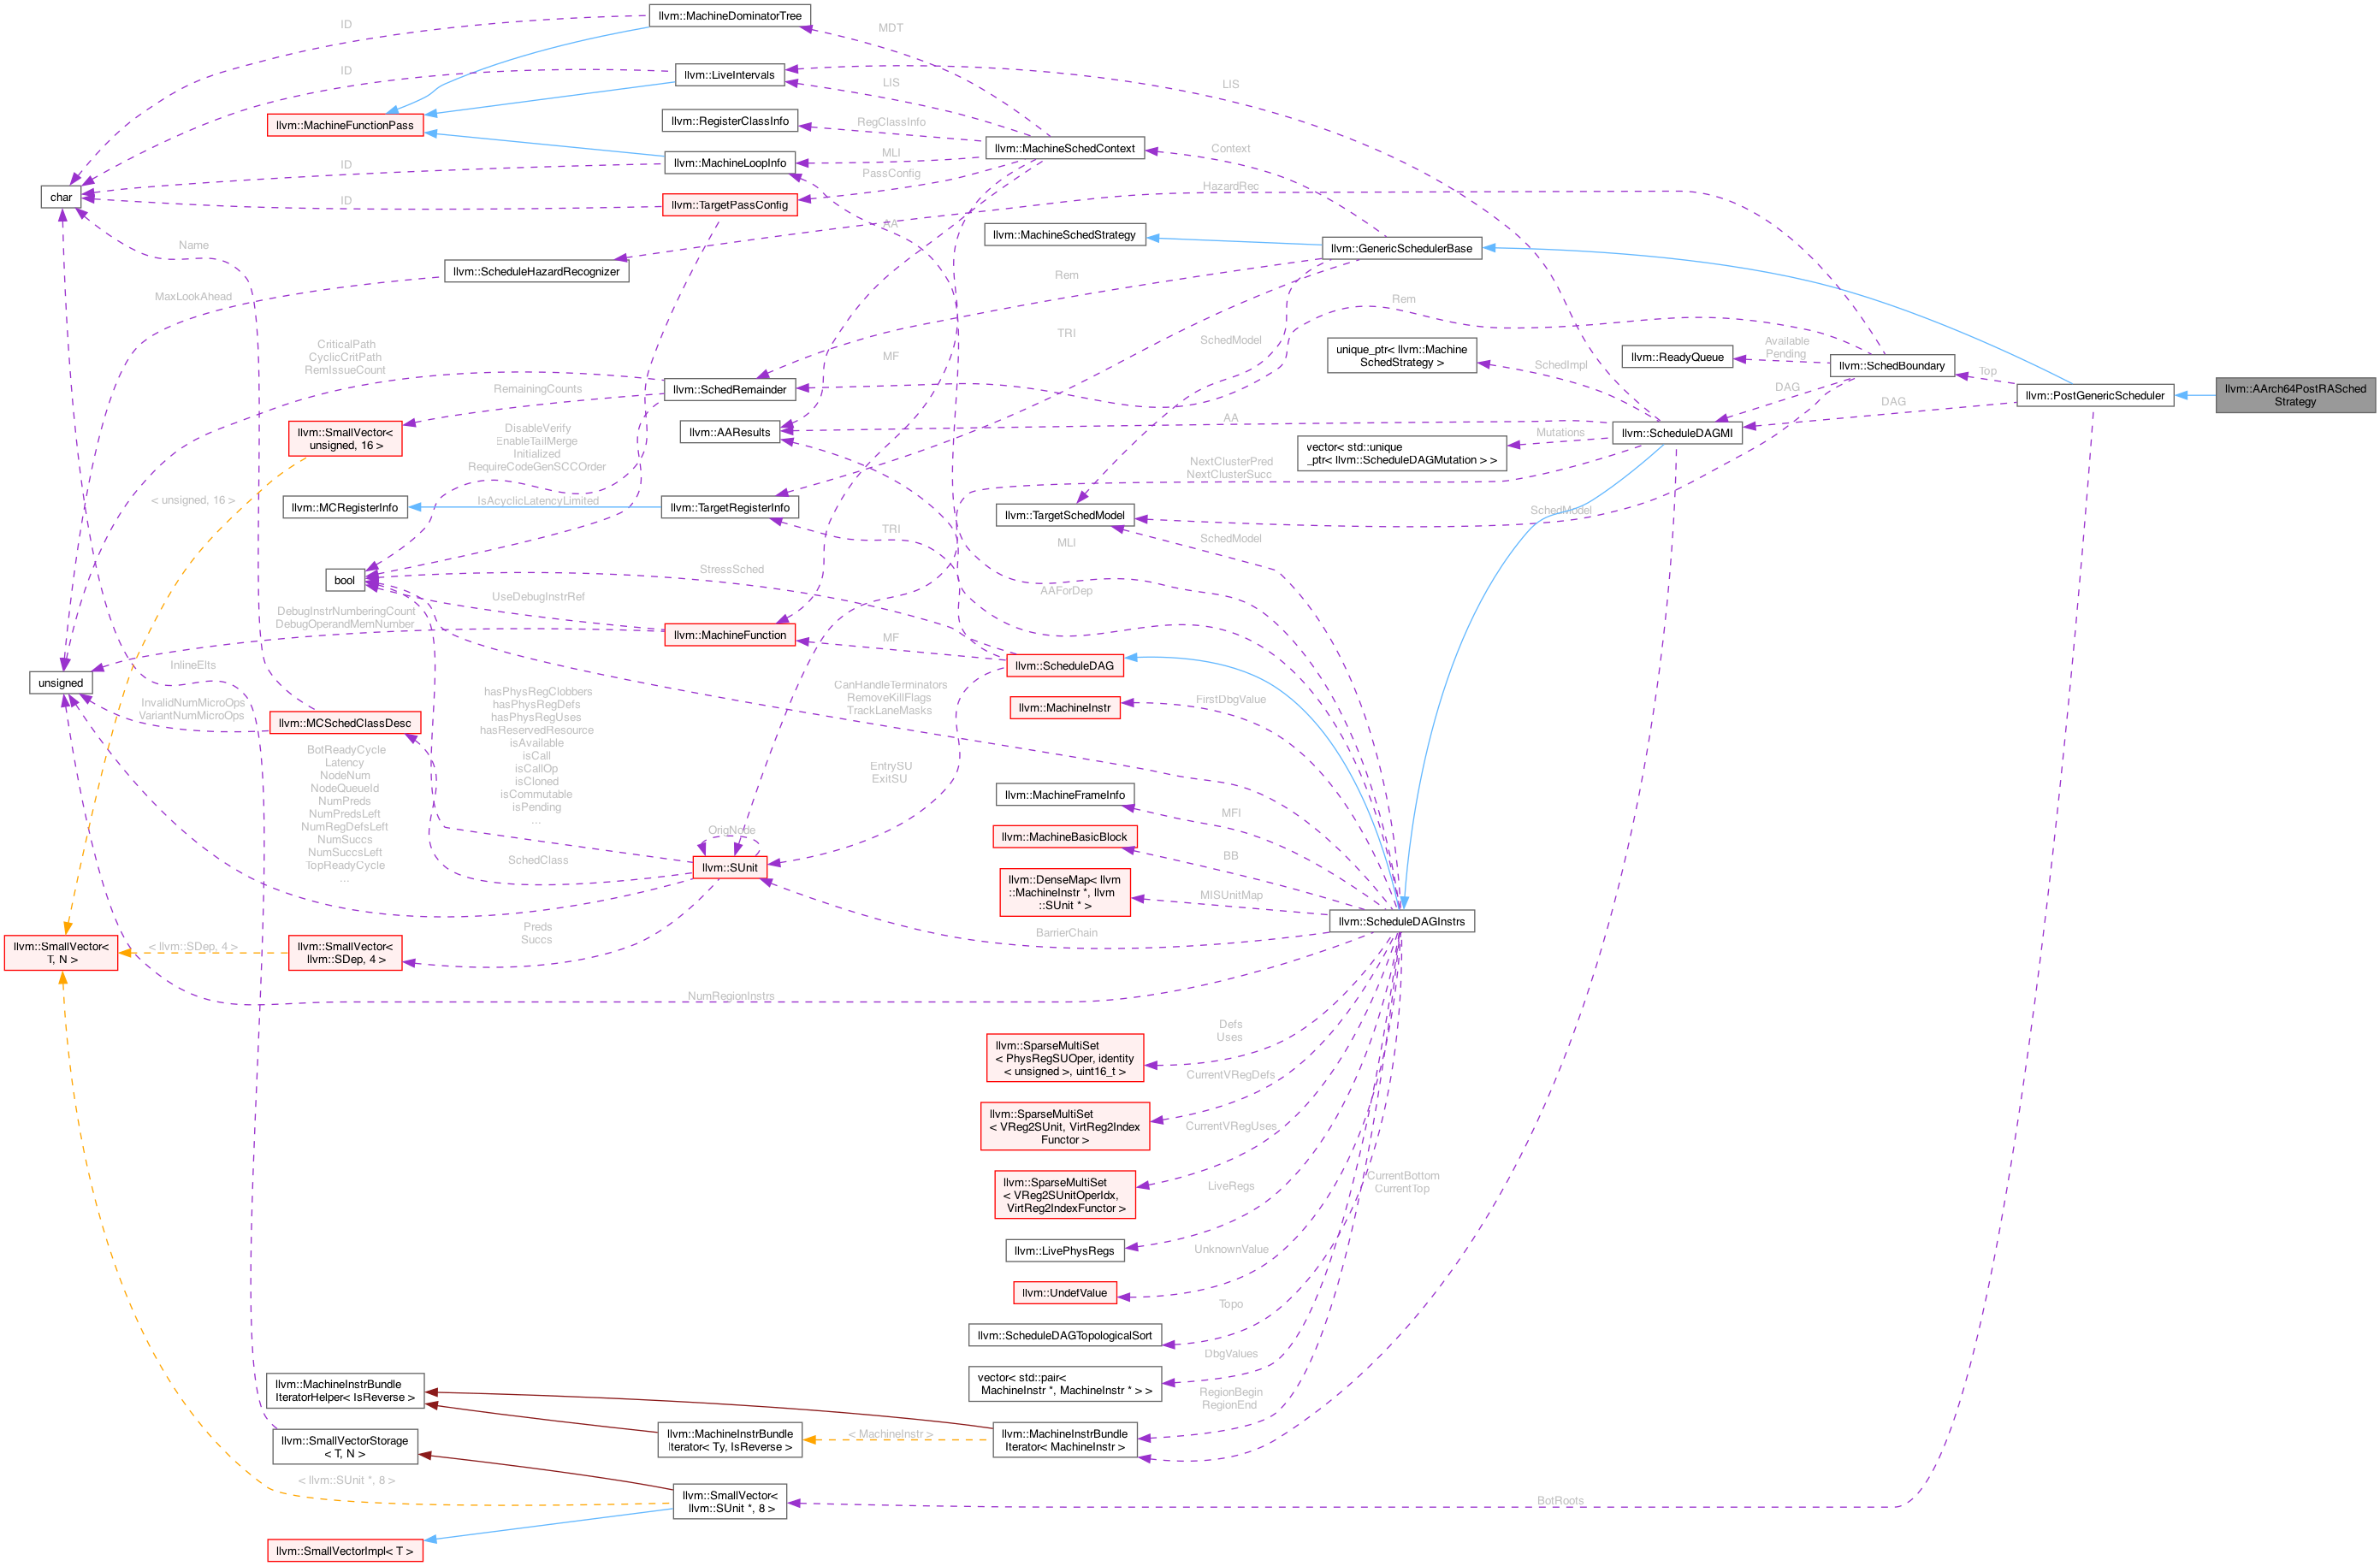 llvm::MachineDominatorTree
ID
MDT
llvm::LiveIntervals
ID
LIS
LIS
llvm::MachineFunctionPass
llvm::RegisterClassInfo
RegClassInfo
llvm::MachineSchedContext
Context
llvm::MachineLoopInfo
ID
MLI
PassConfig
char
ID
llvm::TargetPassConfig
HazardRec
AA
llvm::MachineSchedStrategy
Name
llvm::GenericSchedulerBase
llvm::ScheduleHazardRecognizer
Rem
MaxLookAhead
Rem
CriticalPath
CyclicCritPath
RemIssueCount
TRI
SchedModel
MF
unique_ptr< llvm::Machine
SchedStrategy >
SchedImpl
llvm::ReadyQueue
Available
Pending
llvm::SchedBoundary
Top
llvm::SchedRemainder
RemainingCounts
DAG
llvm::PostGenericScheduler
llvm::AArch64PostRASched
Strategy
DAG
llvm::SmallVector<
unsigned, 16 >
DisableVerify
EnableTailMerge
Initialized
RequireCodeGenSCCOrder
llvm::AAResults
AA
llvm::ScheduleDAGMI
Mutations
vector< std::unique
_ptr< llvm::ScheduleDAGMutation > >
NextClusterPred
NextClusterSucc
< unsigned, 16 >
llvm::MCRegisterInfo
IsAcyclicLatencyLimited
llvm::TargetRegisterInfo
llvm::TargetSchedModel
SchedModel
TRI
MLI
SchedModel
bool
StressSched
AAForDep
UseDebugInstrRef
DebugInstrNumberingCount
DebugOperandMemNumber
llvm::MachineFunction
MF
llvm::ScheduleDAG
InlineElts
unsigned
CanHandleTerminators
RemoveKillFlags
TrackLaneMasks
llvm::MachineInstr
FirstDbgValue
InvalidNumMicroOps
VariantNumMicroOps
llvm::MCSchedClassDesc
hasPhysRegClobbers
hasPhysRegDefs
hasPhysRegUses
hasReservedResource
isAvailable
isCall
isCallOp
isCloned
isCommutable
isPending
...
BotReadyCycle
Latency
NodeNum
NodeQueueId
NumPreds
NumPredsLeft
NumRegDefsLeft
NumSuccs
NumSuccsLeft
TopReadyCycle
...
EntrySU
ExitSU
llvm::MachineFrameInfo
MFI
OrigNode
llvm::MachineBasicBlock
BB
SchedClass
llvm::SUnit
llvm::DenseMap< llvm
::MachineInstr *, llvm
::SUnit * >
MISUnitMap
llvm::ScheduleDAGInstrs
BarrierChain
Preds
Succs
llvm::SmallVector<
T, N >
< llvm::SDep, 4 >
llvm::SmallVector<
llvm::SDep, 4 >
NumRegionInstrs
Defs
Uses
llvm::SparseMultiSet
< PhysRegSUOper, identity
< unsigned >, uint16_t >
CurrentVRegDefs
llvm::SparseMultiSet
< VReg2SUnit, VirtReg2Index
Functor >
CurrentVRegUses
llvm::SparseMultiSet
< VReg2SUnitOperIdx,
VirtReg2IndexFunctor >
LiveRegs
CurrentBottom
CurrentTop
llvm::LivePhysRegs
UnknownValue
llvm::UndefValue
Topo
llvm::ScheduleDAGTopologicalSort
DbgValues
vector< std::pair<
MachineInstr *, MachineInstr * > >
RegionBegin
RegionEnd
llvm::MachineInstrBundle
IteratorHelper< IsReverse >
llvm::MachineInstrBundle
Iterator< Ty, IsReverse >
< MachineInstr >
llvm::MachineInstrBundle
Iterator< MachineInstr >
llvm::SmallVectorStorage
< T, N >
< llvm::SUnit *, 8 >
llvm::SmallVector<
llvm::SUnit *, 8 >
BotRoots
llvm::SmallVectorImpl< T >